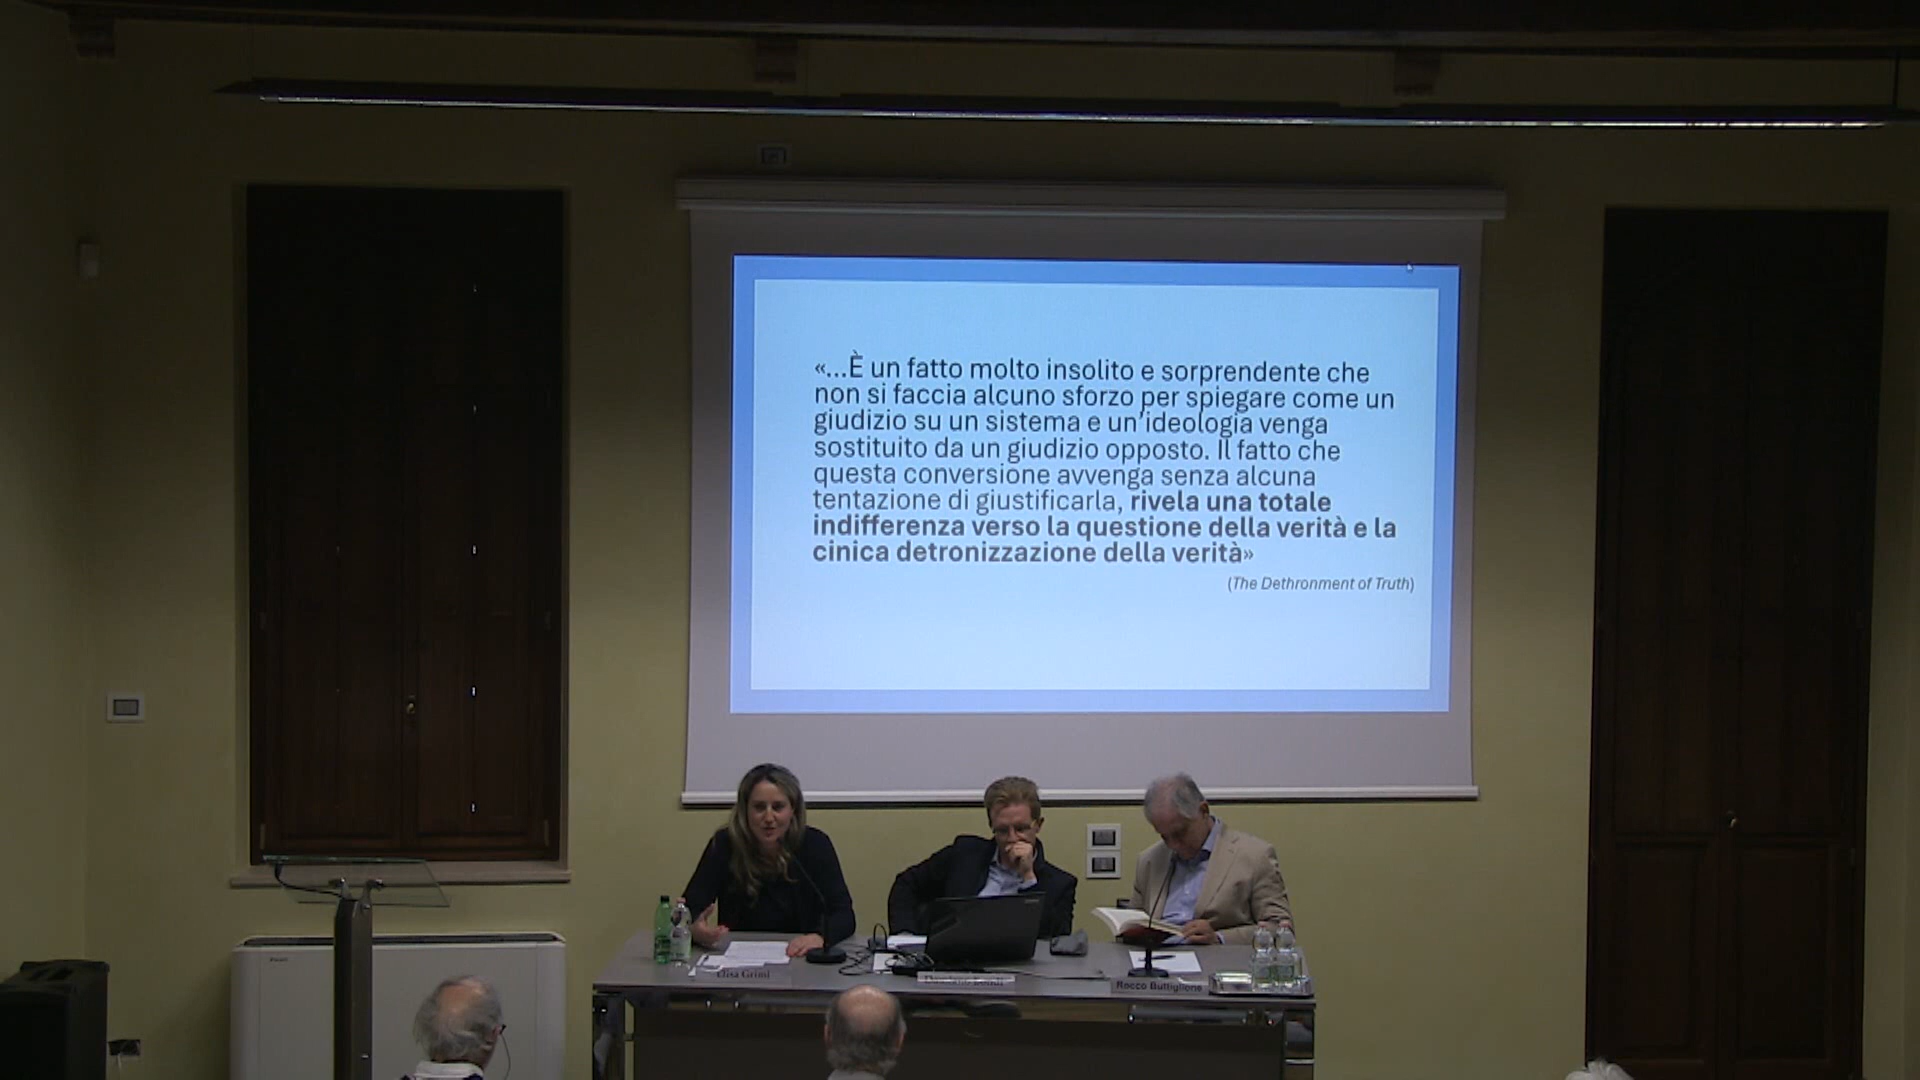 «...È un fatto molto insolito e sorprendente che
non si faccia alcuno sforzo per spiegare come un
giudizio su un sistema e un'ideologia venga
sostituito da un giudizio opposto. Il fatto che
questa conversione avvenga senza alcuna
tentazione di giustificarla, rivela una totale
indifferenza verso la questione della verità e la
cinica detronizzazione della verità»
(The Dethronment of Truth)
Elisa Grimi
Rocco Buttiglione